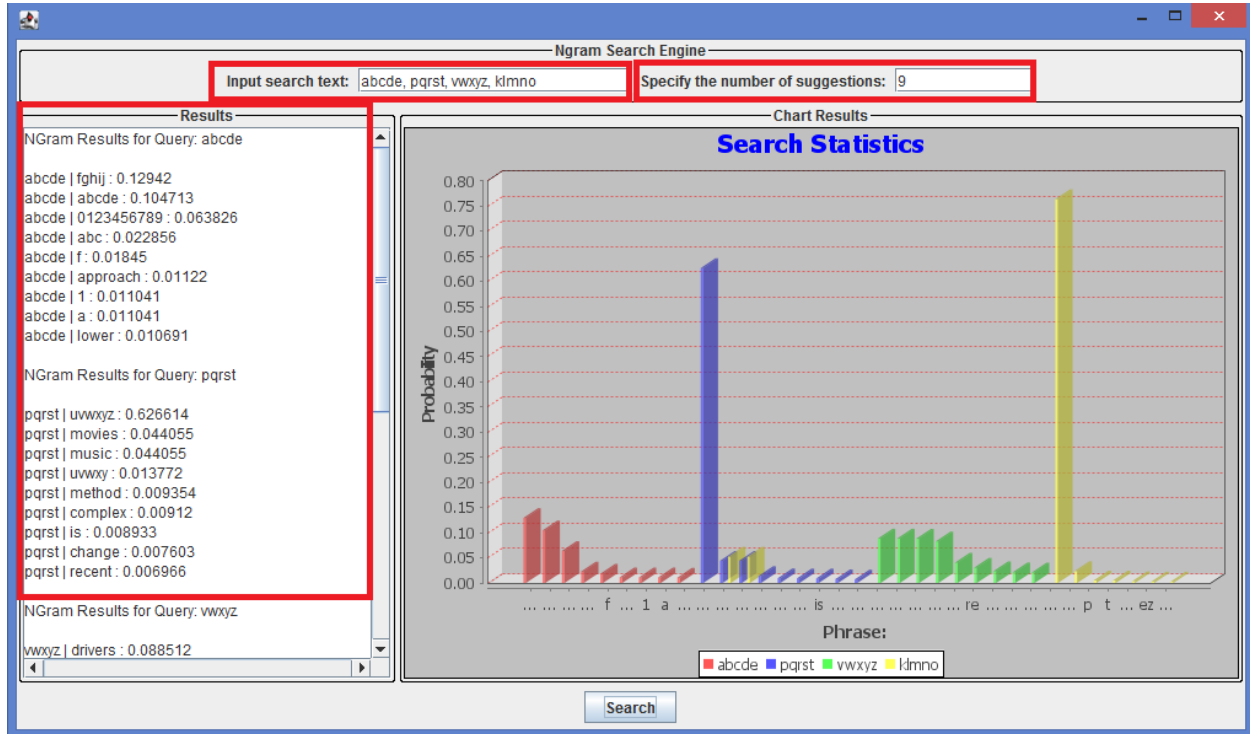 Ngram Search Engine
Input search text: abcde, pqrst, vwxyz, klmno Specify the number of suggestions: 9
Results
NGram Results for Query: abcde
abcde | fghij : 0.12942
abcde | abcde : 0.104713
abcde | 0123456789 : 0.063826
abcde | abc : 0.022856
abcde | f : 0.01845
abcde | approach : 0.01122
abcde | 1 : 0.011041
abcde | a : 0.011041
abcde | lower : 0.010691
NGram Results for Query: pqrst
pqrst | uvwxyz : 0.626614
pqrst | movies : 0.044055
pqrst | music : 0.044055
pqrst | uvwxy : 0.013772
pqrst | method : 0.009354
pqrst | complex : 0.00912
pqrst | is : 0.008933
pqrst | change : 0.007603
pqrst | recent : 0.006966
NGram Results for Query: vwxyz
vwxyz | drivers : 0.088512
Chart Results
Search Statistics
0.80
0.75
0.70
0.65
0.60
0.55
0.50
0.45
0.40
0.35
0.30
0.25
0.20
0.15
0.10
0.05
0.00
Probability
... ... ... ... f ... 1 a ... ... ... ... ... ... ... is ... ... ... ... ... ... ... re ... ... ... ... ... p t ... ez ...
Phrase:
abcde pqrst vwxyz klmno
Search